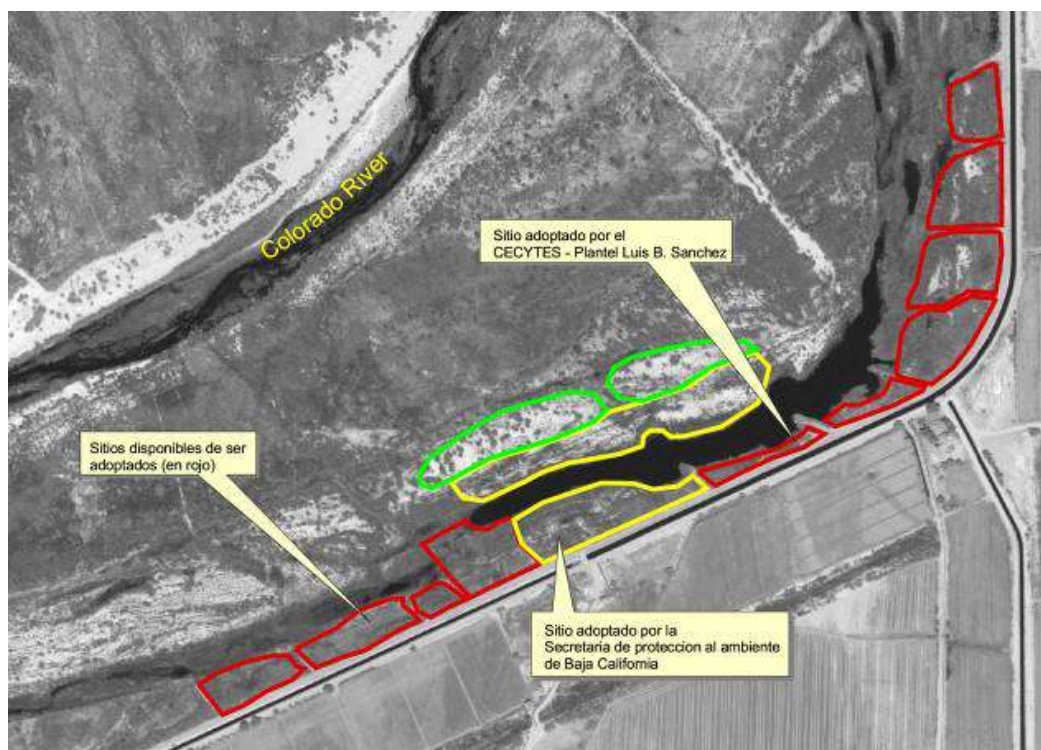 Colorado River
Sitio adoptado por el
CECYTES - Plantel Luis B. Sanchez
Sitios disponibles de ser
adoptados (en rojo)
Sitio adoptado por la
Secretaria de proteccion al ambiente
de Baja California